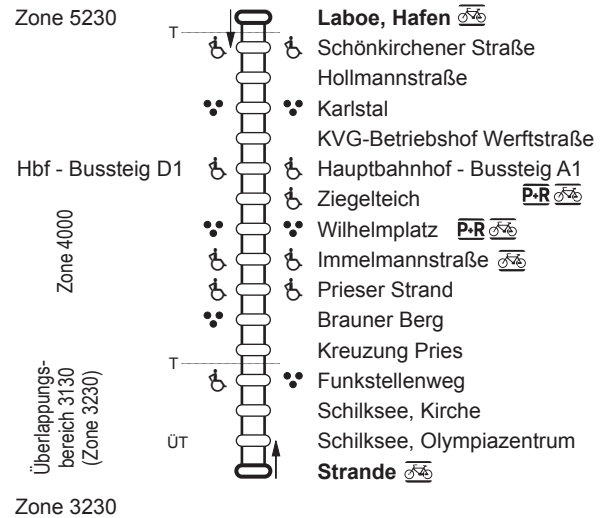 Zone 5230
Laboe, Hafen
T
Schönkirchener Straße
Hollmannstraße
Karlstal
KVG-Betriebshof Werftstraße
Hbf - Bussteig D1
Hauptbahnhof - Bussteig A1
Ziegelteich P+R
Zone 4000
Wilhelmplatz P+R
Immelmannstraße
Prieser Strand
Brauner Berg
Kreuzung Pries
T
Überlappungs-
bereich 3130
(Zone 3230)
Funkstellenweg
Schilksee, Kirche
ÜT
Schilksee, Olympiazentrum
Strande
Zone 3230